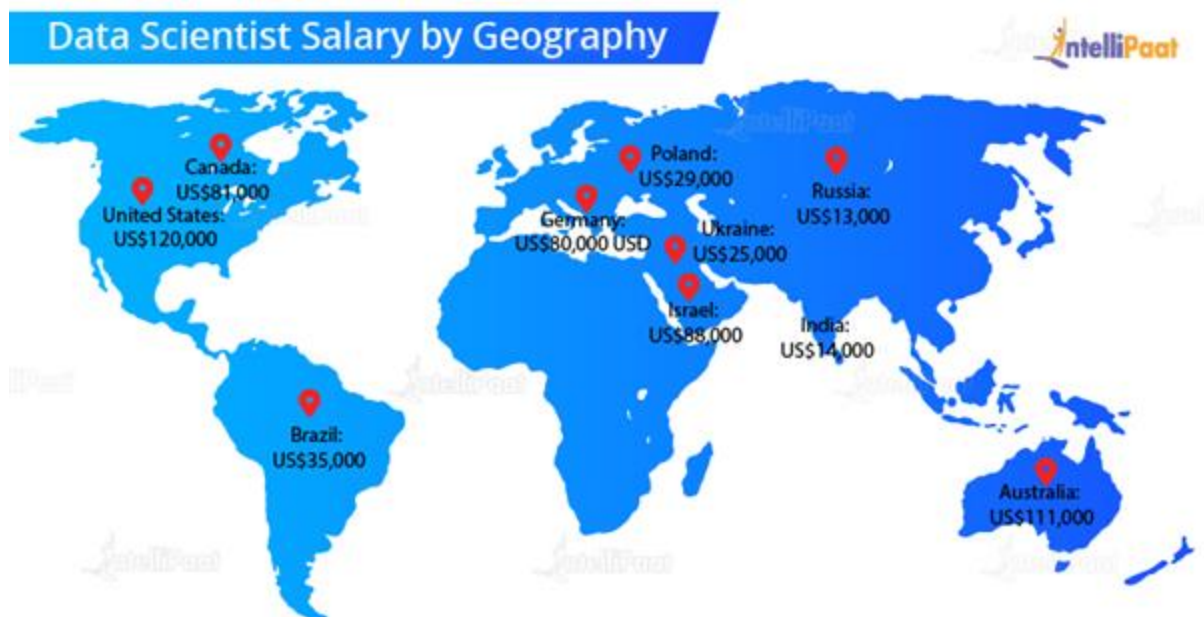 Data Scientist Salary by Geography
IntelliPaat
Canada:
US$81,000
United States:
US$120,000
Poland:
US$29,000
Russia:
US$13,000
Germany:
US$80,000 USD
Ukraine:
US$25,000
Israel:
US$88,000
India:
US$14,000
Brazil:
US$35,000
Australia:
US$111,000